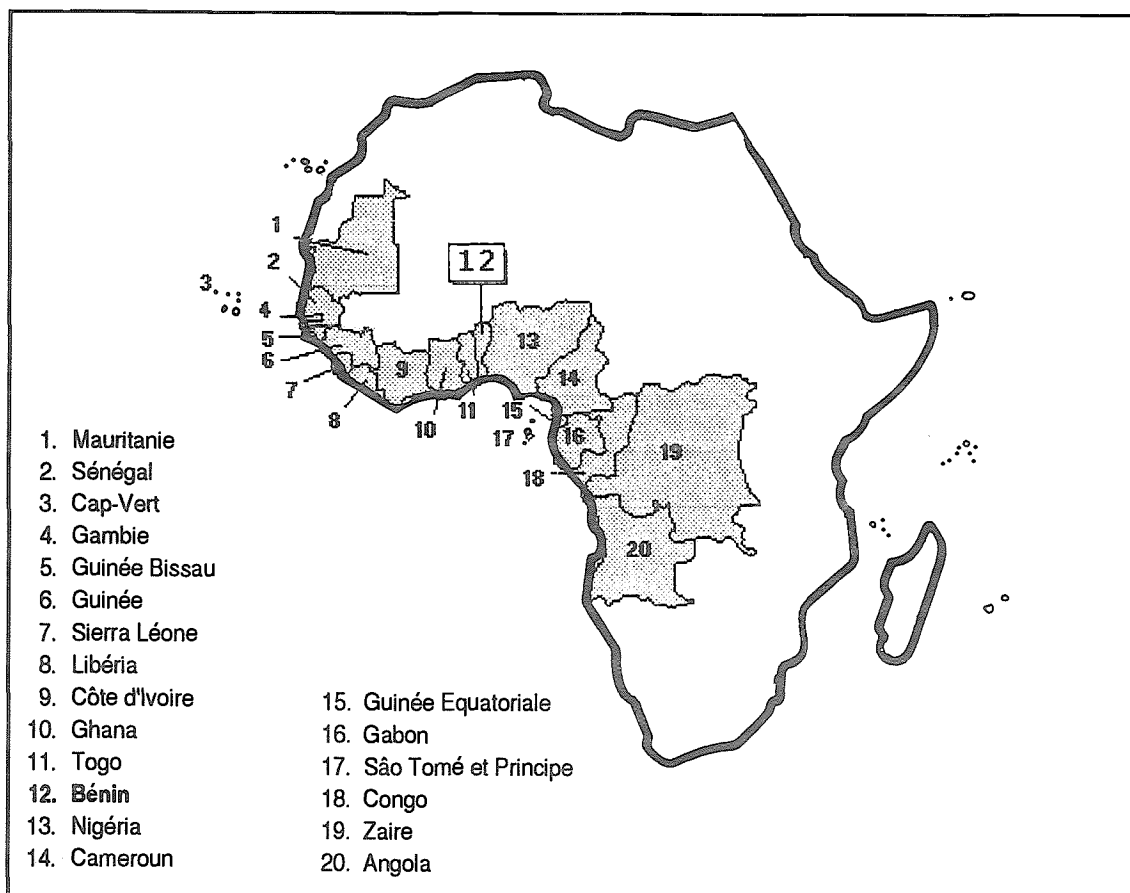 1
2
3
4
5
6
7
8
9
10
11
12
13
14
15
16
17
18
19
20
1. Mauritanie
2. Sénégal
3. Cap-Vert
4. Gambie
5. Guinée Bissau
6. Guinée
7. Sierra Léone
8. Libéria
9. Côte d'Ivoire
10. Ghana
11. Togo
12. Bénin
13. Nigéria
14. Cameroun
15. Guinée Equatoriale
16. Gabon
17. Sâo Tomé et Principe
18. Congo
19. Zaire
20. Angola